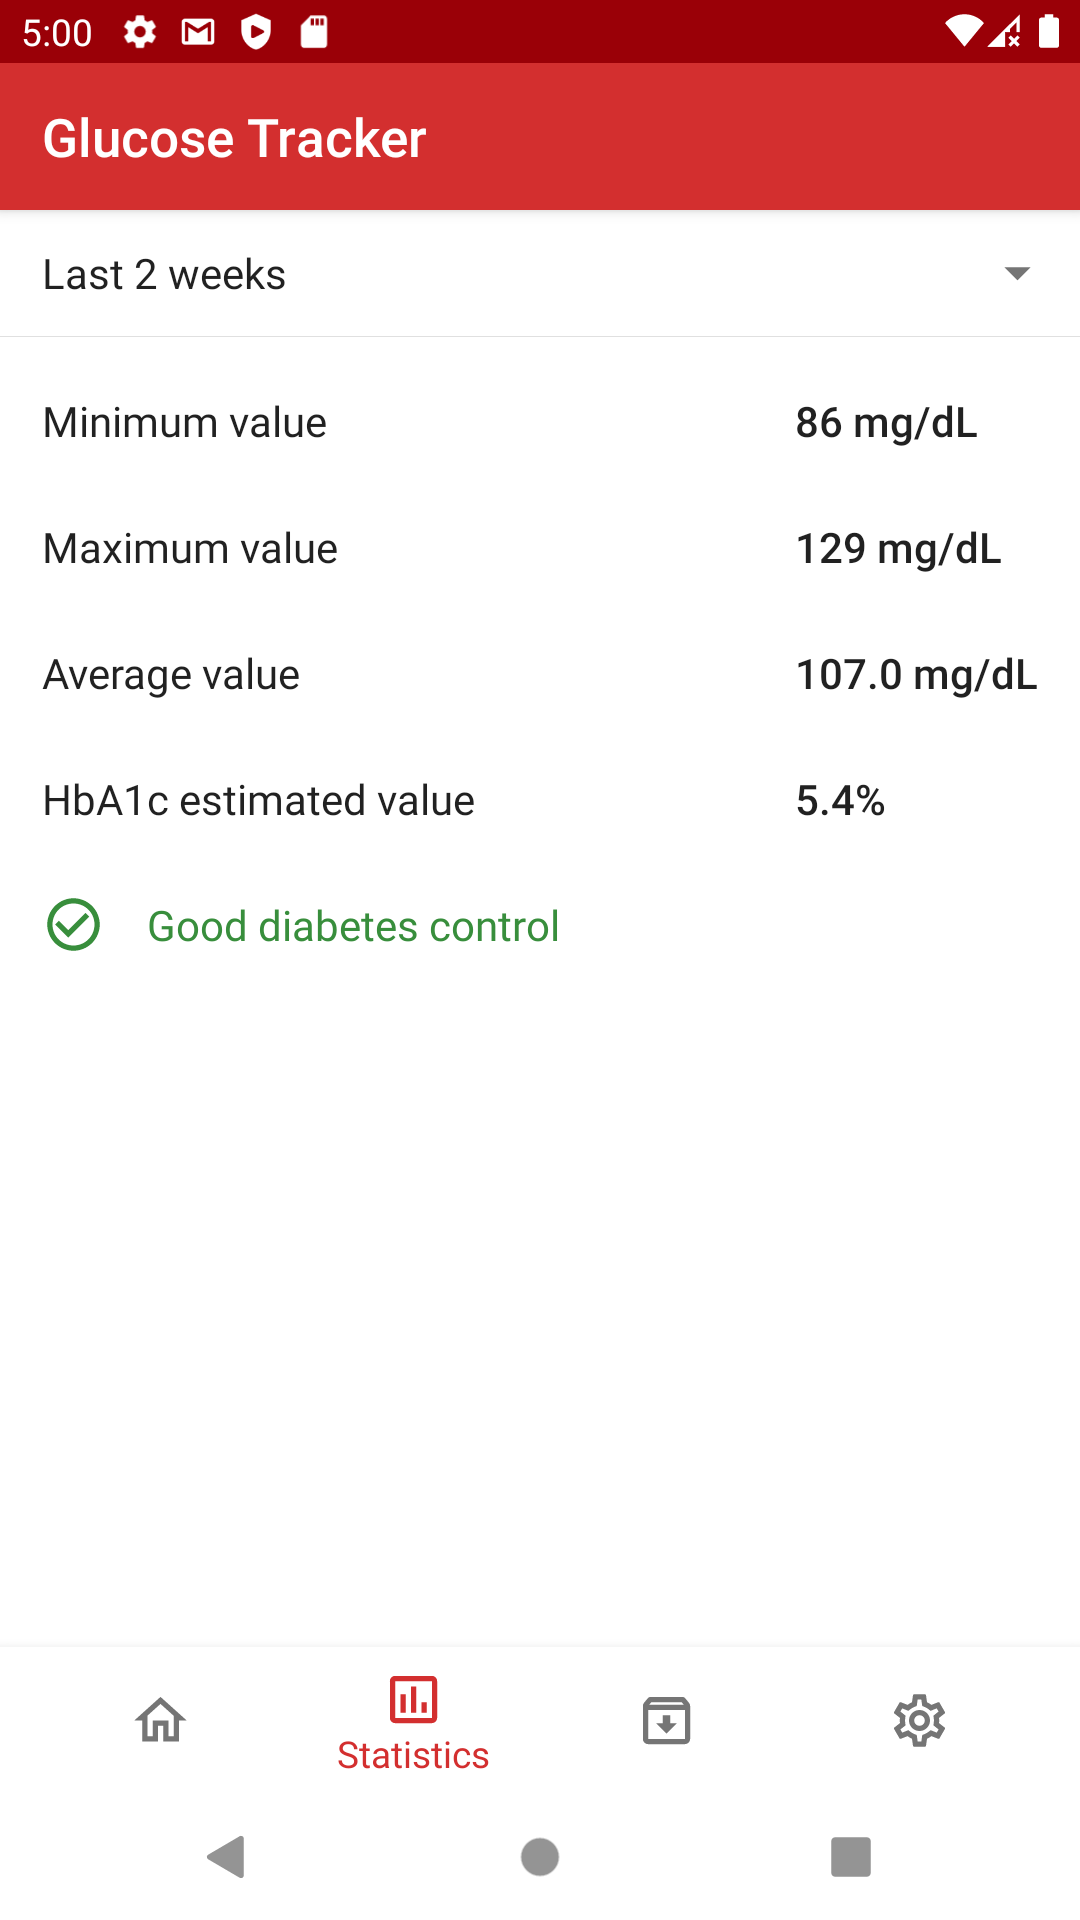 5:00
Glucose Tracker
Last 2 weeks
Minimum value 86 mg/dL
Maximum value 129 mg/dL
Average value 107.0 mg/dL
HbA1c estimated value 5.4%
Good diabetes control
Statistics